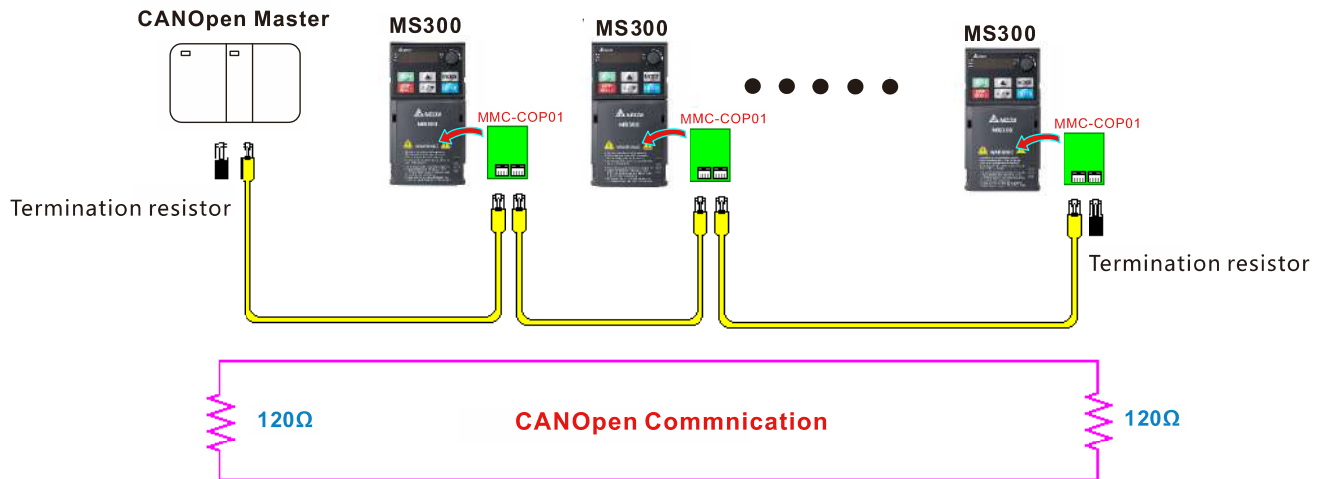 CANOpen Master
MS300
MS300
MS300
MMC-COP01
MMC-COP01
MMC-COP01
Termination resistor
Termination resistor
120Ω
CANOpen Commnication
120Ω